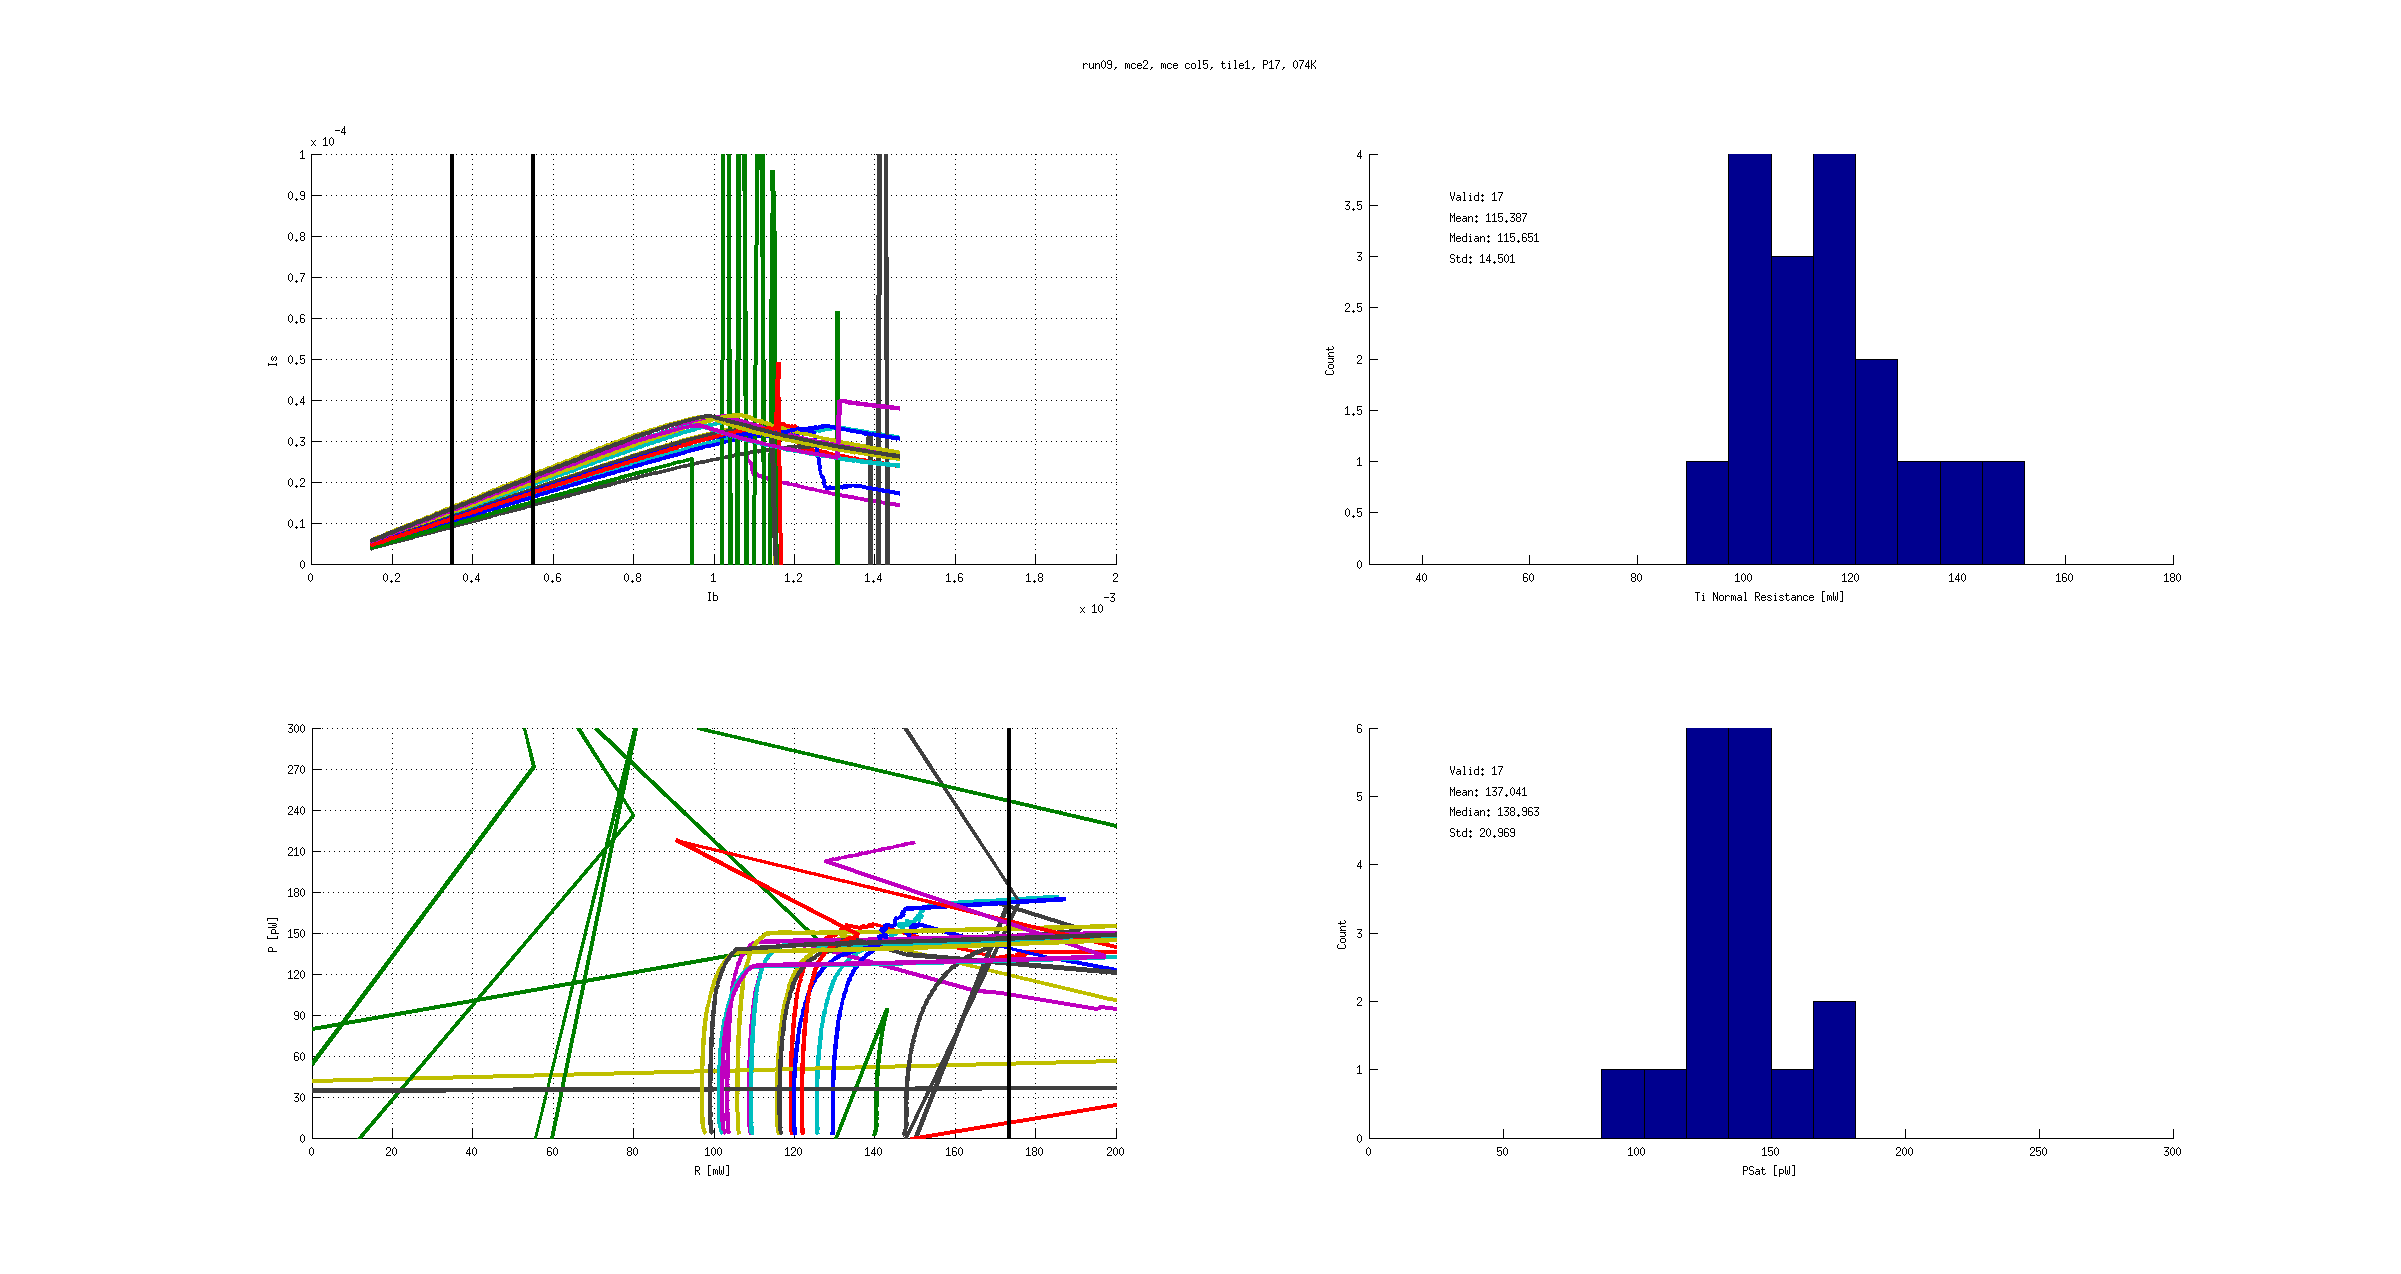 run09, mce2, mce col5, tile1, P17, 074K
x 10
-4
1
0.9
0.8
0.7
0.6
0.5
0.4
0.3
0.2
0.1
0
Is
0 0.2 0.4 0.6 0.8 1 1.2 1.4 1.6 1.8 2
Ib
x 10
-3
4
3.5
3
2.5
2
1.5
1
0.5
0
Count
Valid: 17
Mean: 115.387
Median: 115.651
Std: 14.501
40 60 80 100 120 140 160 180
Ti Normal Resistance [mW]
300
270
240
210
180
150
120
90
60
30
0
P [pW]
0 20 40 60 80 100 120 140 160 180 200
R [mW]
6
5
4
3
2
1
0
Count
Valid: 17
Mean: 137.041
Median: 138.963
Std: 20.969
0 50 100 150 200 250 300
PSat [pW]